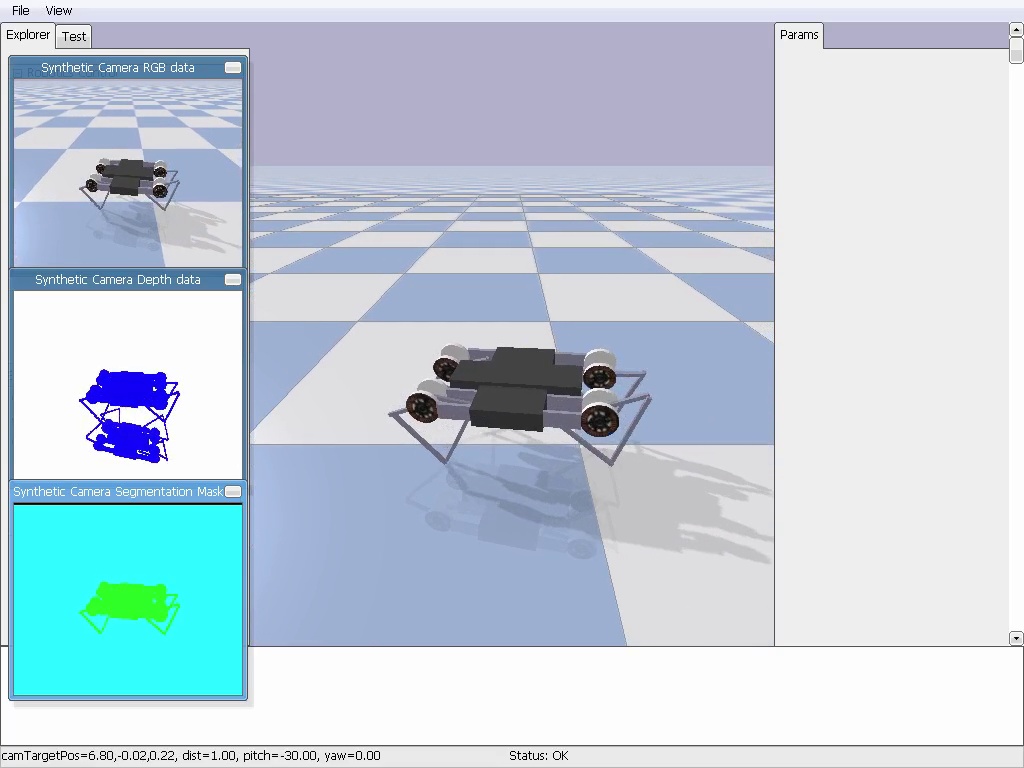 File View
Explorer Test
Params
Synthetic Camera RGB data
Synthetic Camera Depth data
Synthetic Camera Segmentation Mask
camTargetPos=6.80,-0.02,0.22, dist=1.00, pitch=-30.00, yaw=0.00
Status: OK